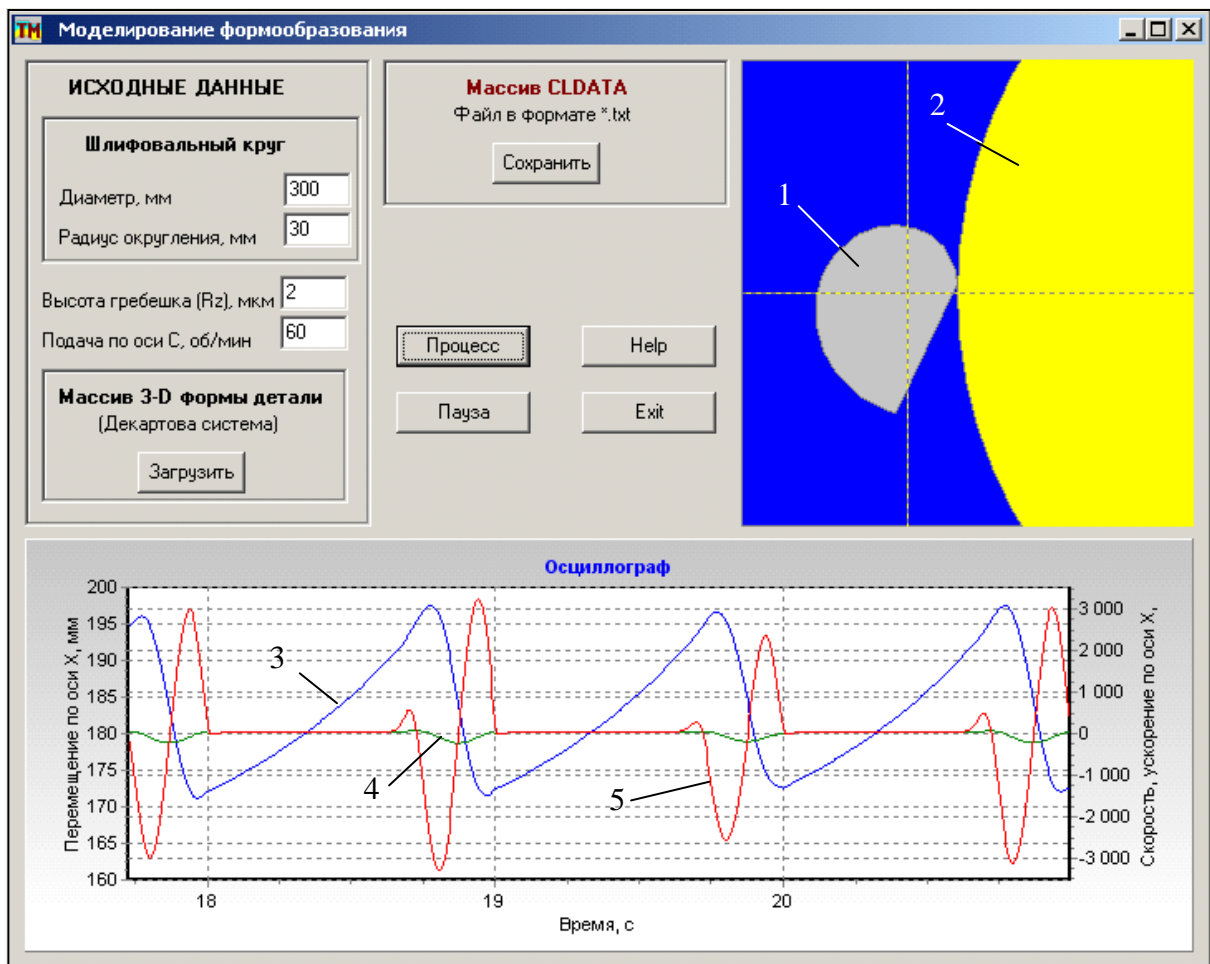 TM Моделирование формообразования
ИСХОДНЫЕ ДАННЫЕ
Шлифовальный круг
Диаметр, мм 300
Радиус округления, мм 30
Высота гребешка (Rz), мкм 2
Подача по оси С, об/мин 60
Массив 3-D формы детали
(Декартова система)
Загрузить
Массив CLDATA
Файл в формате *.txt
Сохранить
Процесс
Help
Пауза
Exit
1
2
Осциллограф
Перемещение по оси X, мм
200
195
190
185
180
175
170
165
160
3
4
5
3 000
2 000
1 000
0
-1 000
-2 000
-3 000
Скорость, ускорение по оси X,
18
19
20
Время, с